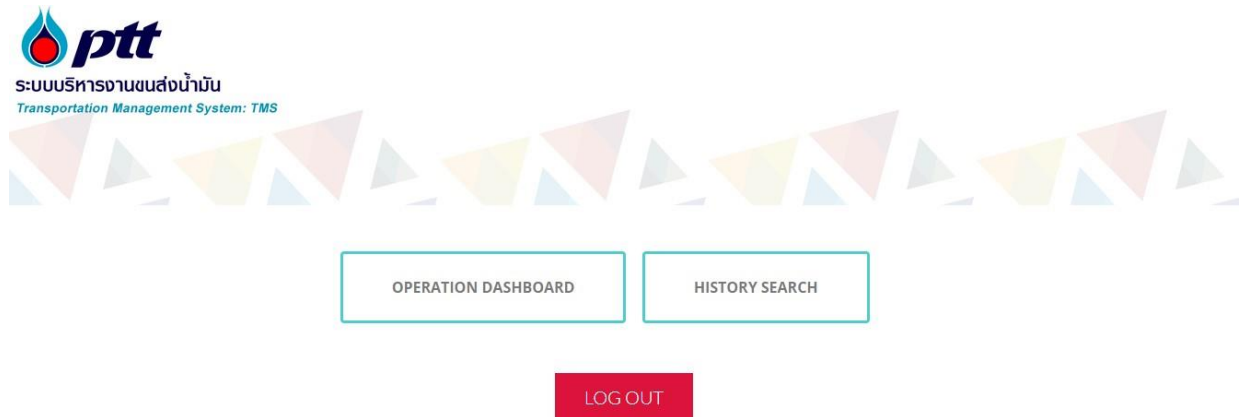 ptt
ระบบบริหารงานขนส่งน้ำมัน
Transportation Management System: TMS
OPERATION DASHBOARD
HISTORY SEARCH
LOG OUT